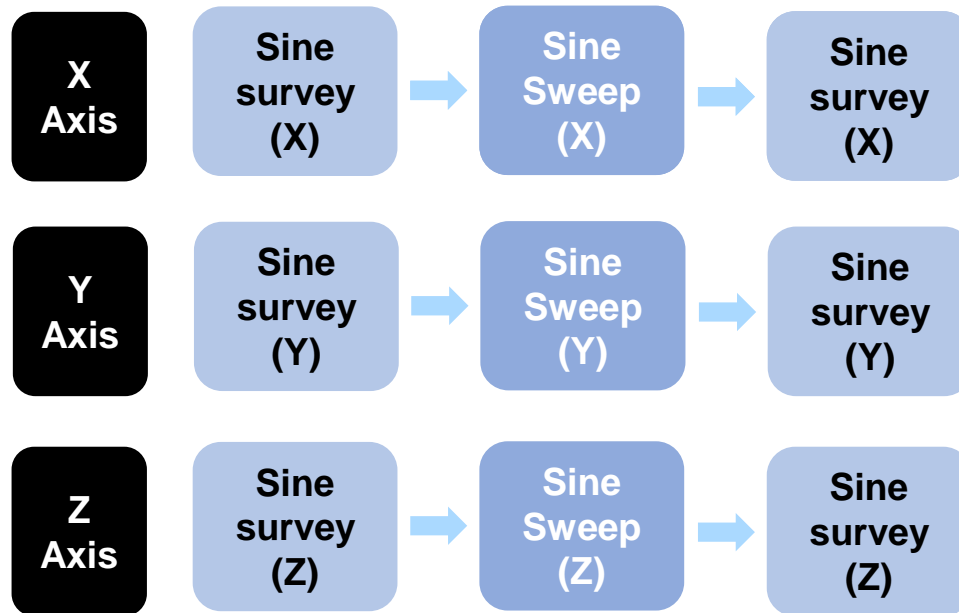 X
Axis
Sine
survey
(X)
Sine
Sweep
(X)
Sine
survey
(X)
Y
Axis
Sine
survey
(Y)
Sine
Sweep
(Y)
Sine
survey
(Y)
Z
Axis
Sine
survey
(Z)
Sine
Sweep
(Z)
Sine
survey
(Z)